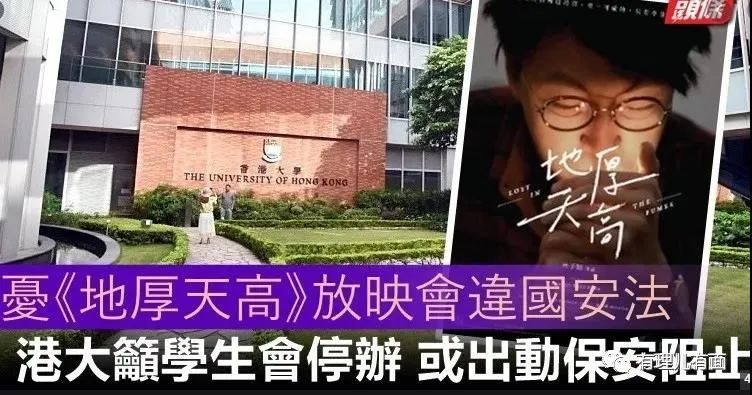 頭條
香港大學
THE UNIVERSITY OF HONG KONG
地厚
天高
LOST IN
THE FUMES
憂《地厚天高》放映會違國安法
港大籲學生會停辦 或出動保安阻止
有理儿有面
4